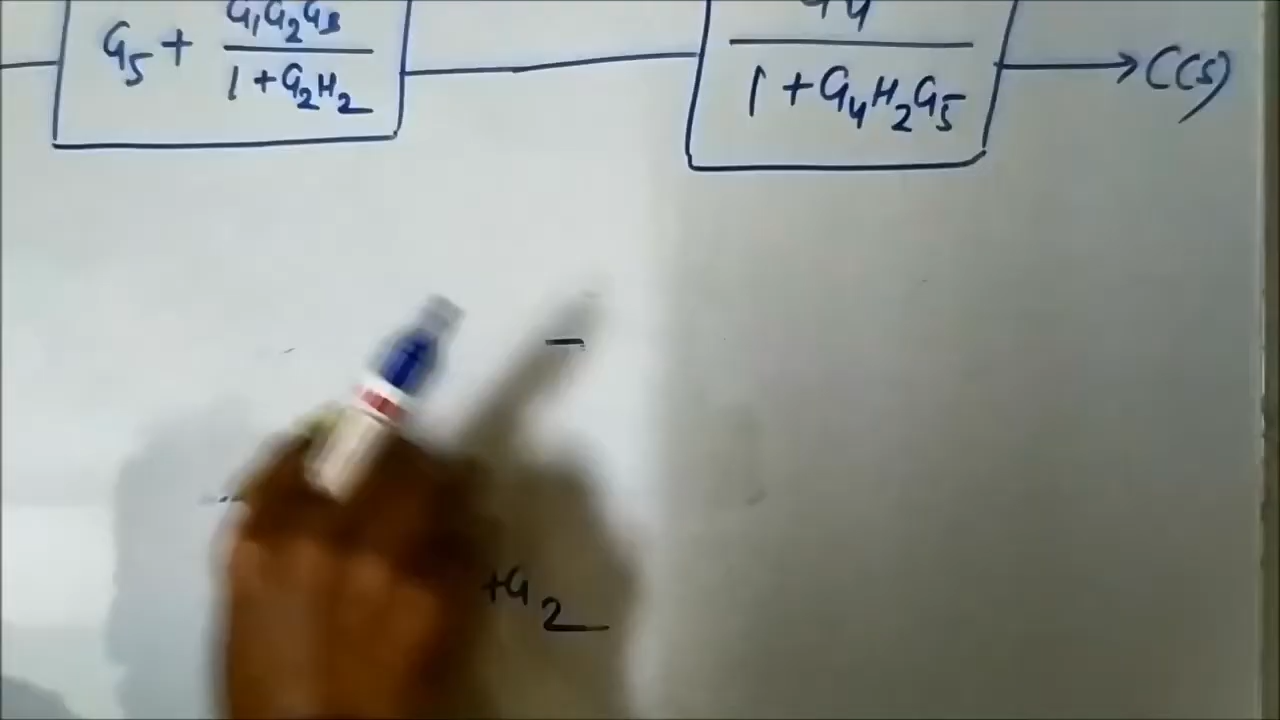 G5 + G1G2G3 / 1 + G2H2
G4 / 1 + G4H2G5 → C(s)
+G2